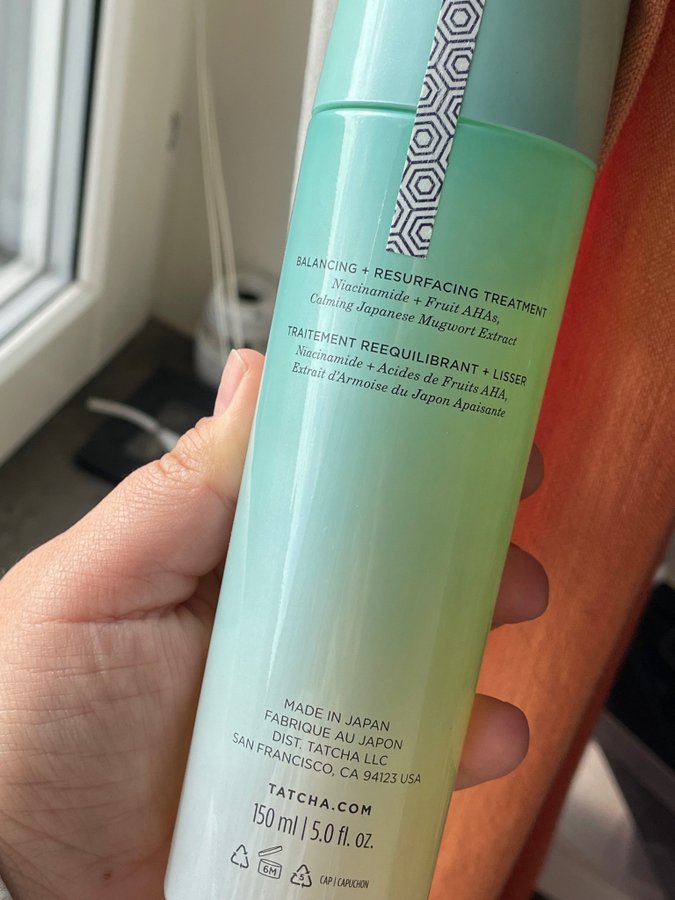 BALANCING + RESURFACING TREATMENT
Niacinamide + Fruit AHAs,
Calming Japanese Mugwort Extract
TRAITEMENT REEQUILIBRANT + LISSER
Niacinamide + Acides de Fruits AHA,
Extrait d'Armoise du Japon Apaisante
MADE IN JAPAN
FABRIQUE AU JAPON
DIST. TATCHA LLC
SAN FRANCISCO, CA 94123 USA
TATCHA.COM
150 ml | 5.0 fl. oz.
6M
5
CAP | CAPUCHON